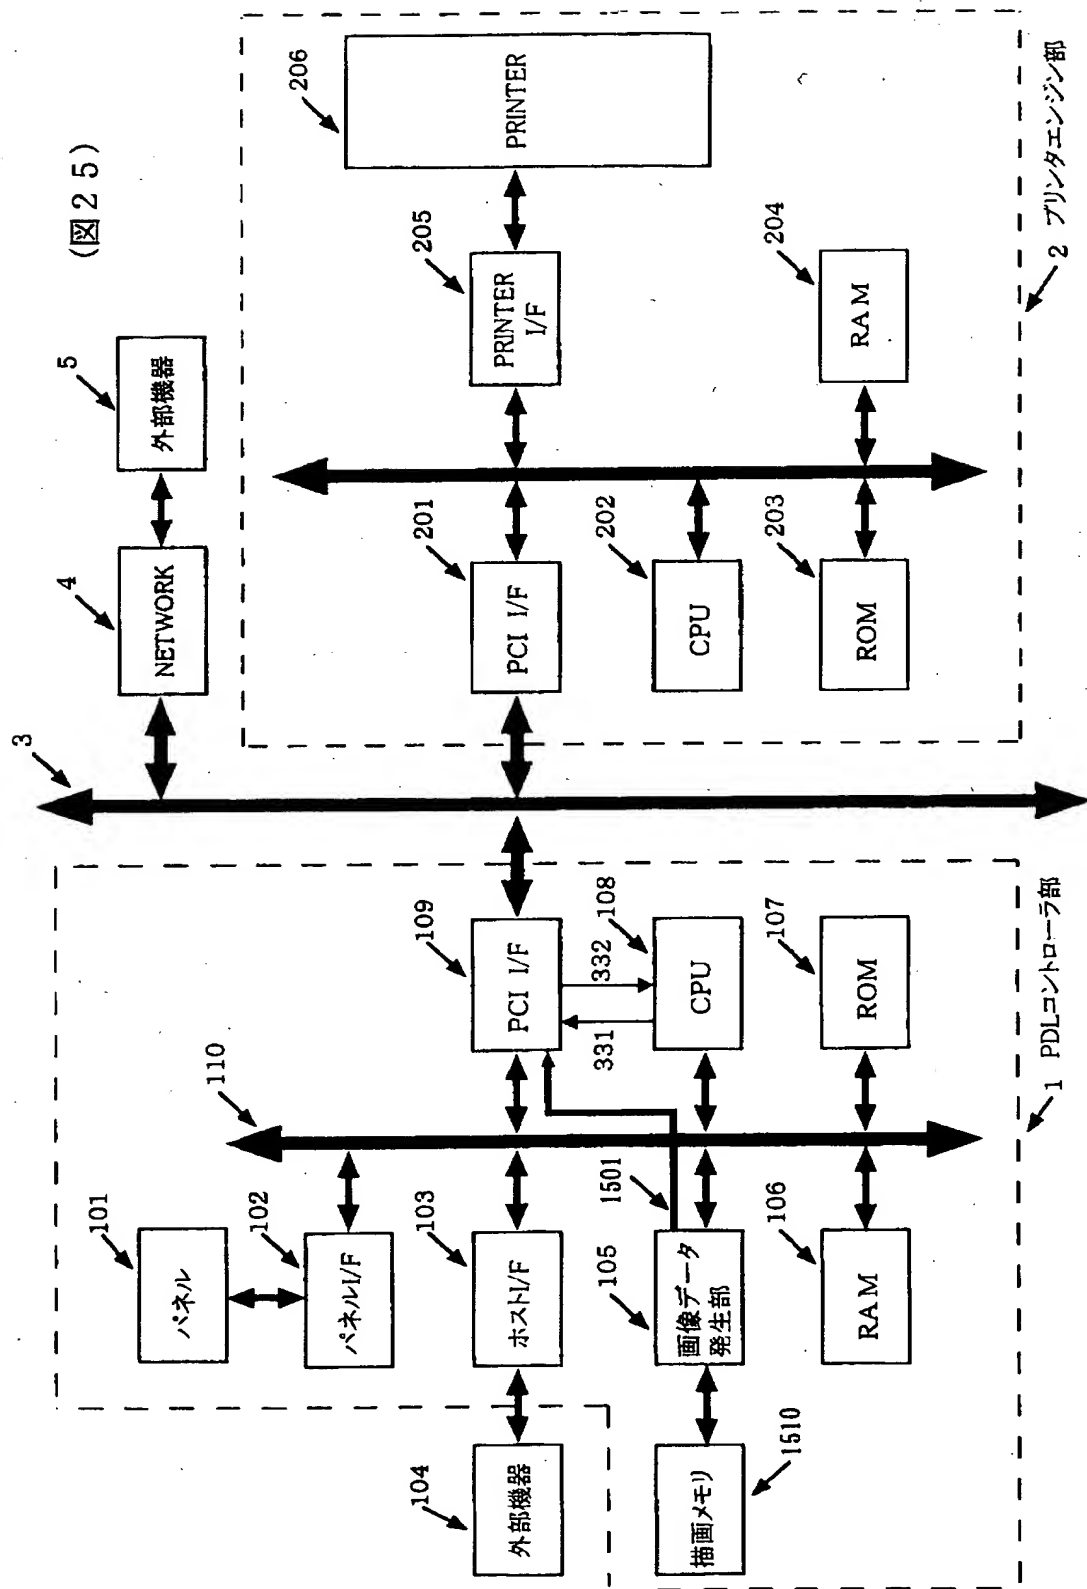 (図25)
104
外部機器
101
パネル
102
パネルI/F
103
ホストI/F
1510
描画メモリ
105
画像データ
発生部
1501
106
RAM
110
109
PCI I/F
331
332
108
CPU
107
ROM
1 PDLコントローラ部
3
4
NETWORK
5
外部機器
201
PCI I/F
202
CPU
203
ROM
204
RAM
205
PRINTER
I/F
206
PRINTER
2 プリンタエンジン部